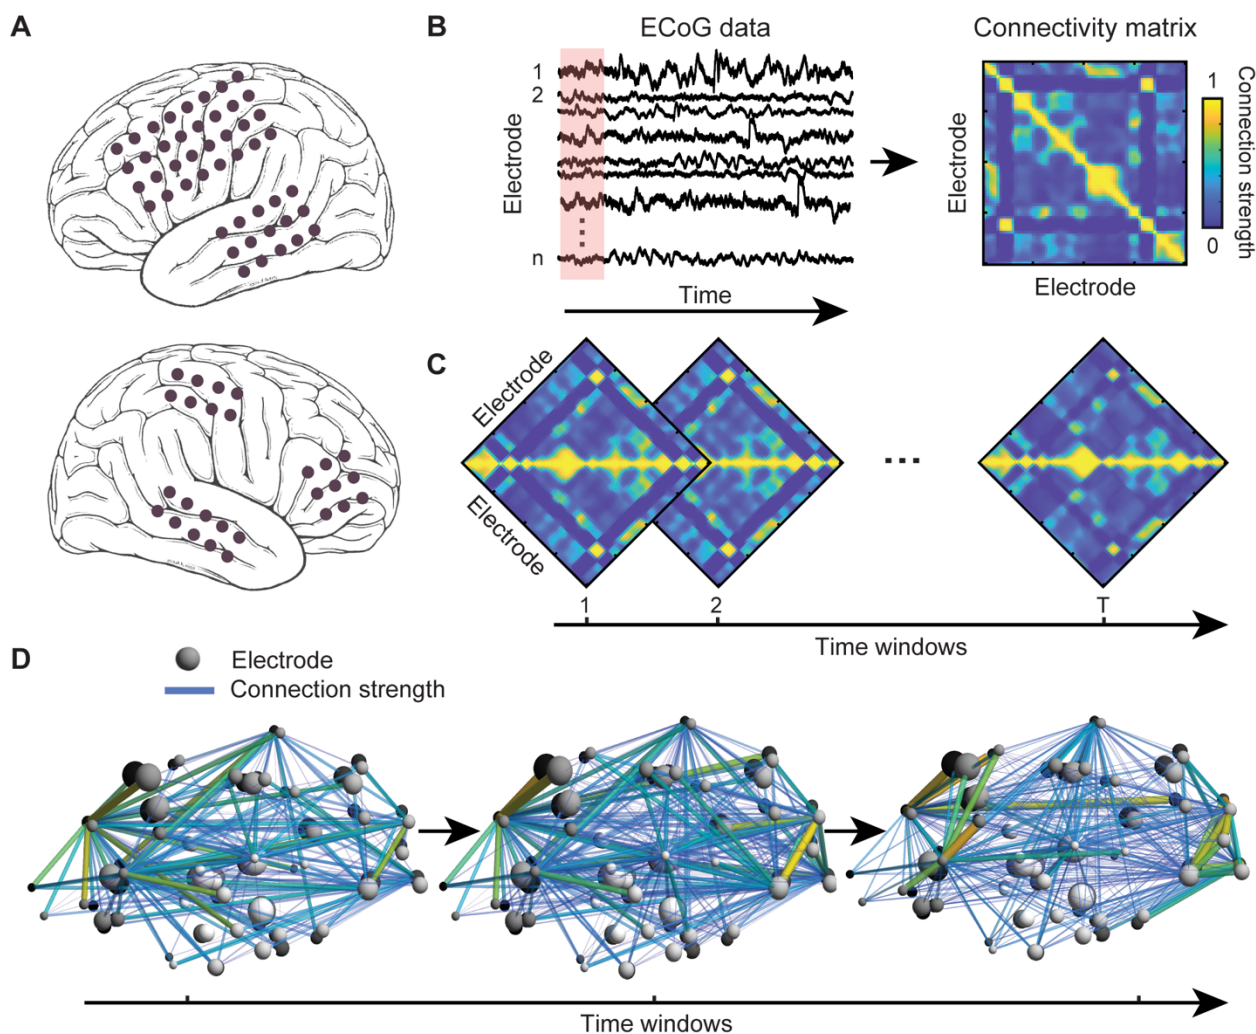 A
B
ECoG data
Connectivity matrix
1
2
n
Electrode
Time
Electrode
Electrode
1
0
Connection strength
C
Electrode
Electrode
1
2
T
Time windows
D
Electrode
Connection strength
Time windows